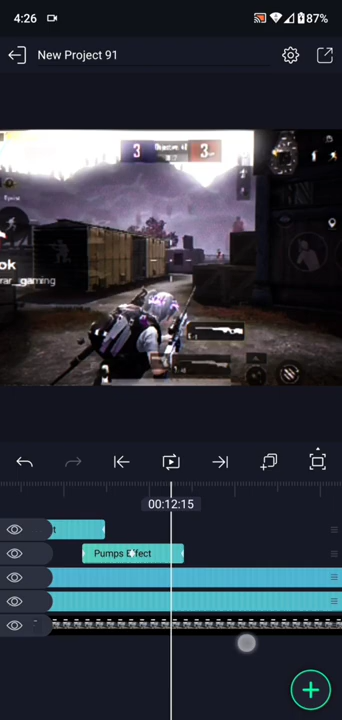 4:26
87%
New Project 91
3
3
ok
rar_gaming
00:12:15
t
Pumps Effect